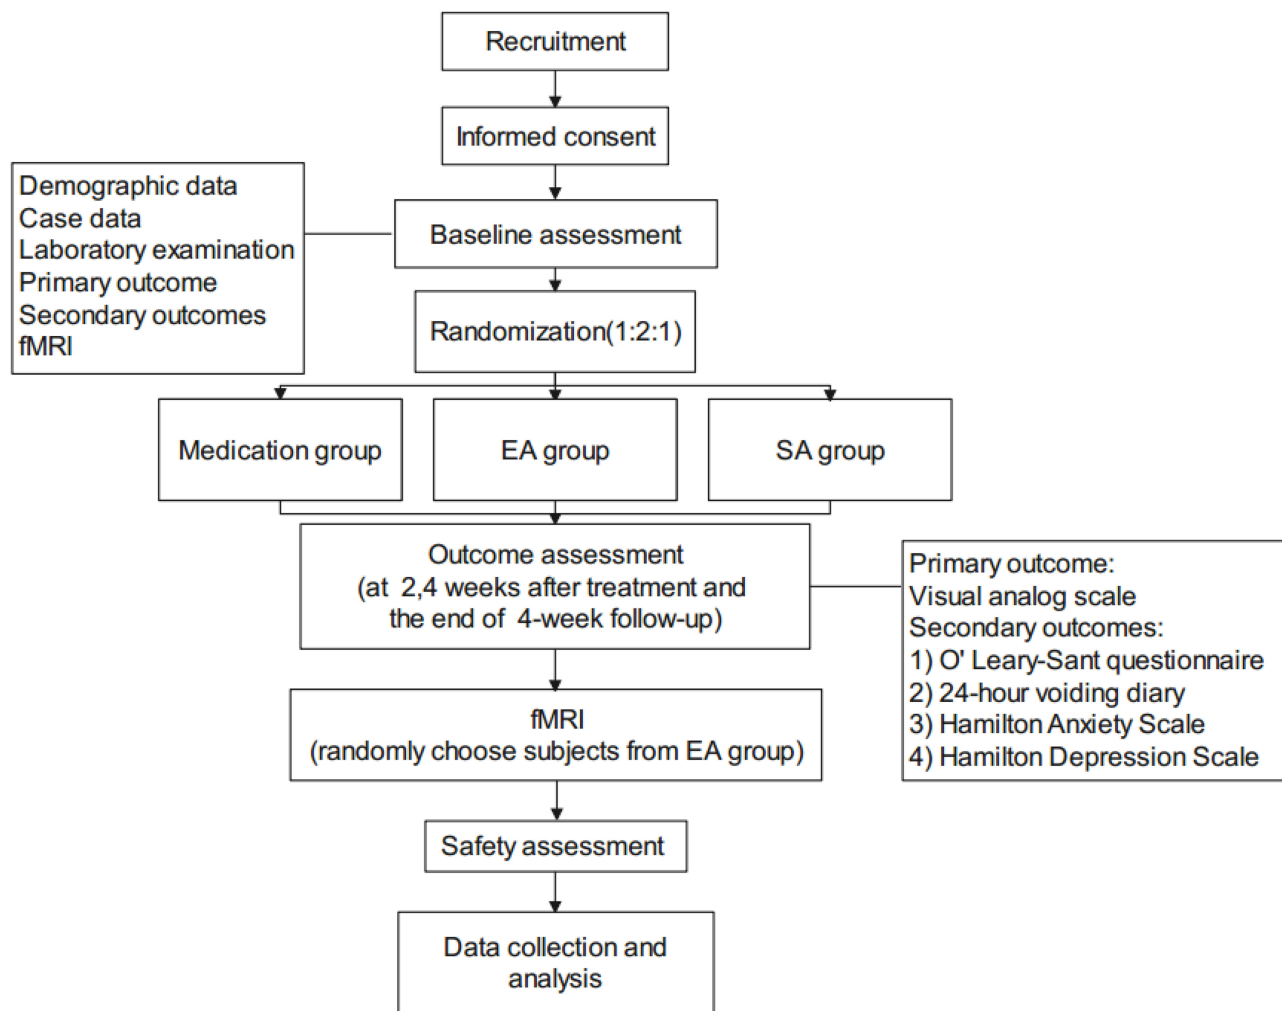 Recruitment
Informed consent
Demographic data
Case data
Laboratory examination
Primary outcome
Secondary outcomes
fMRI
Baseline assessment
Randomization(1:2:1)
Medication group
EA group
SA group
Outcome assessment
(at 2,4 weeks after treatment and
the end of 4-week follow-up)
Primary outcome:
Visual analog scale
Secondary outcomes:
1) O' Leary-Sant questionnaire
2) 24-hour voiding diary
3) Hamilton Anxiety Scale
4) Hamilton Depression Scale
fMRI
(randomly choose subjects from EA group)
Safety assessment
Data collection and
analysis